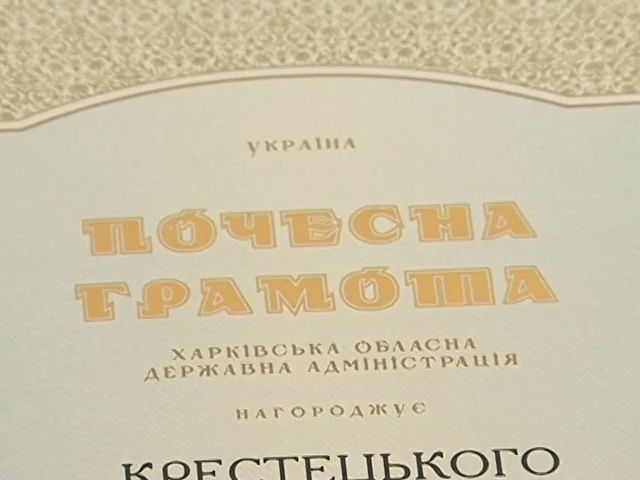 УКРАЇНА
ПОЧЕСНА
ГРАМОТА
ХАРКІВСЬКА ОБЛАСНА
ДЕРЖАВНА АДМІНІСТРАЦІЯ
НАГОРОДЖУЄ
КРЕСТЕЦЬКОГО